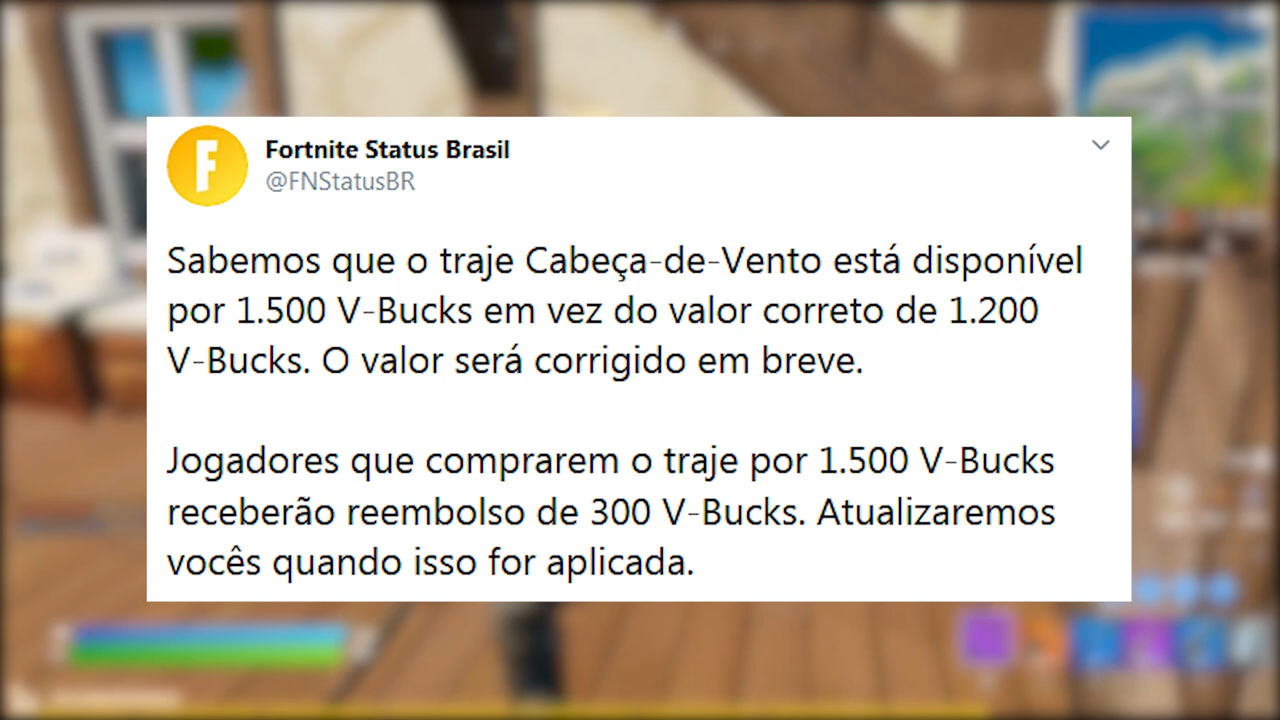 Fortnite Status Brasil
@FNStatusBR
Sabemos que o traje Cabeça-de-Vento está disponível
por 1.500 V-Bucks em vez do valor correto de 1.200
V-Bucks. O valor será corrigido em breve.
Jogadores que comprarem o traje por 1.500 V-Bucks
receberão reembolso de 300 V-Bucks. Atualizaremos
vocês quando isso for aplicada.